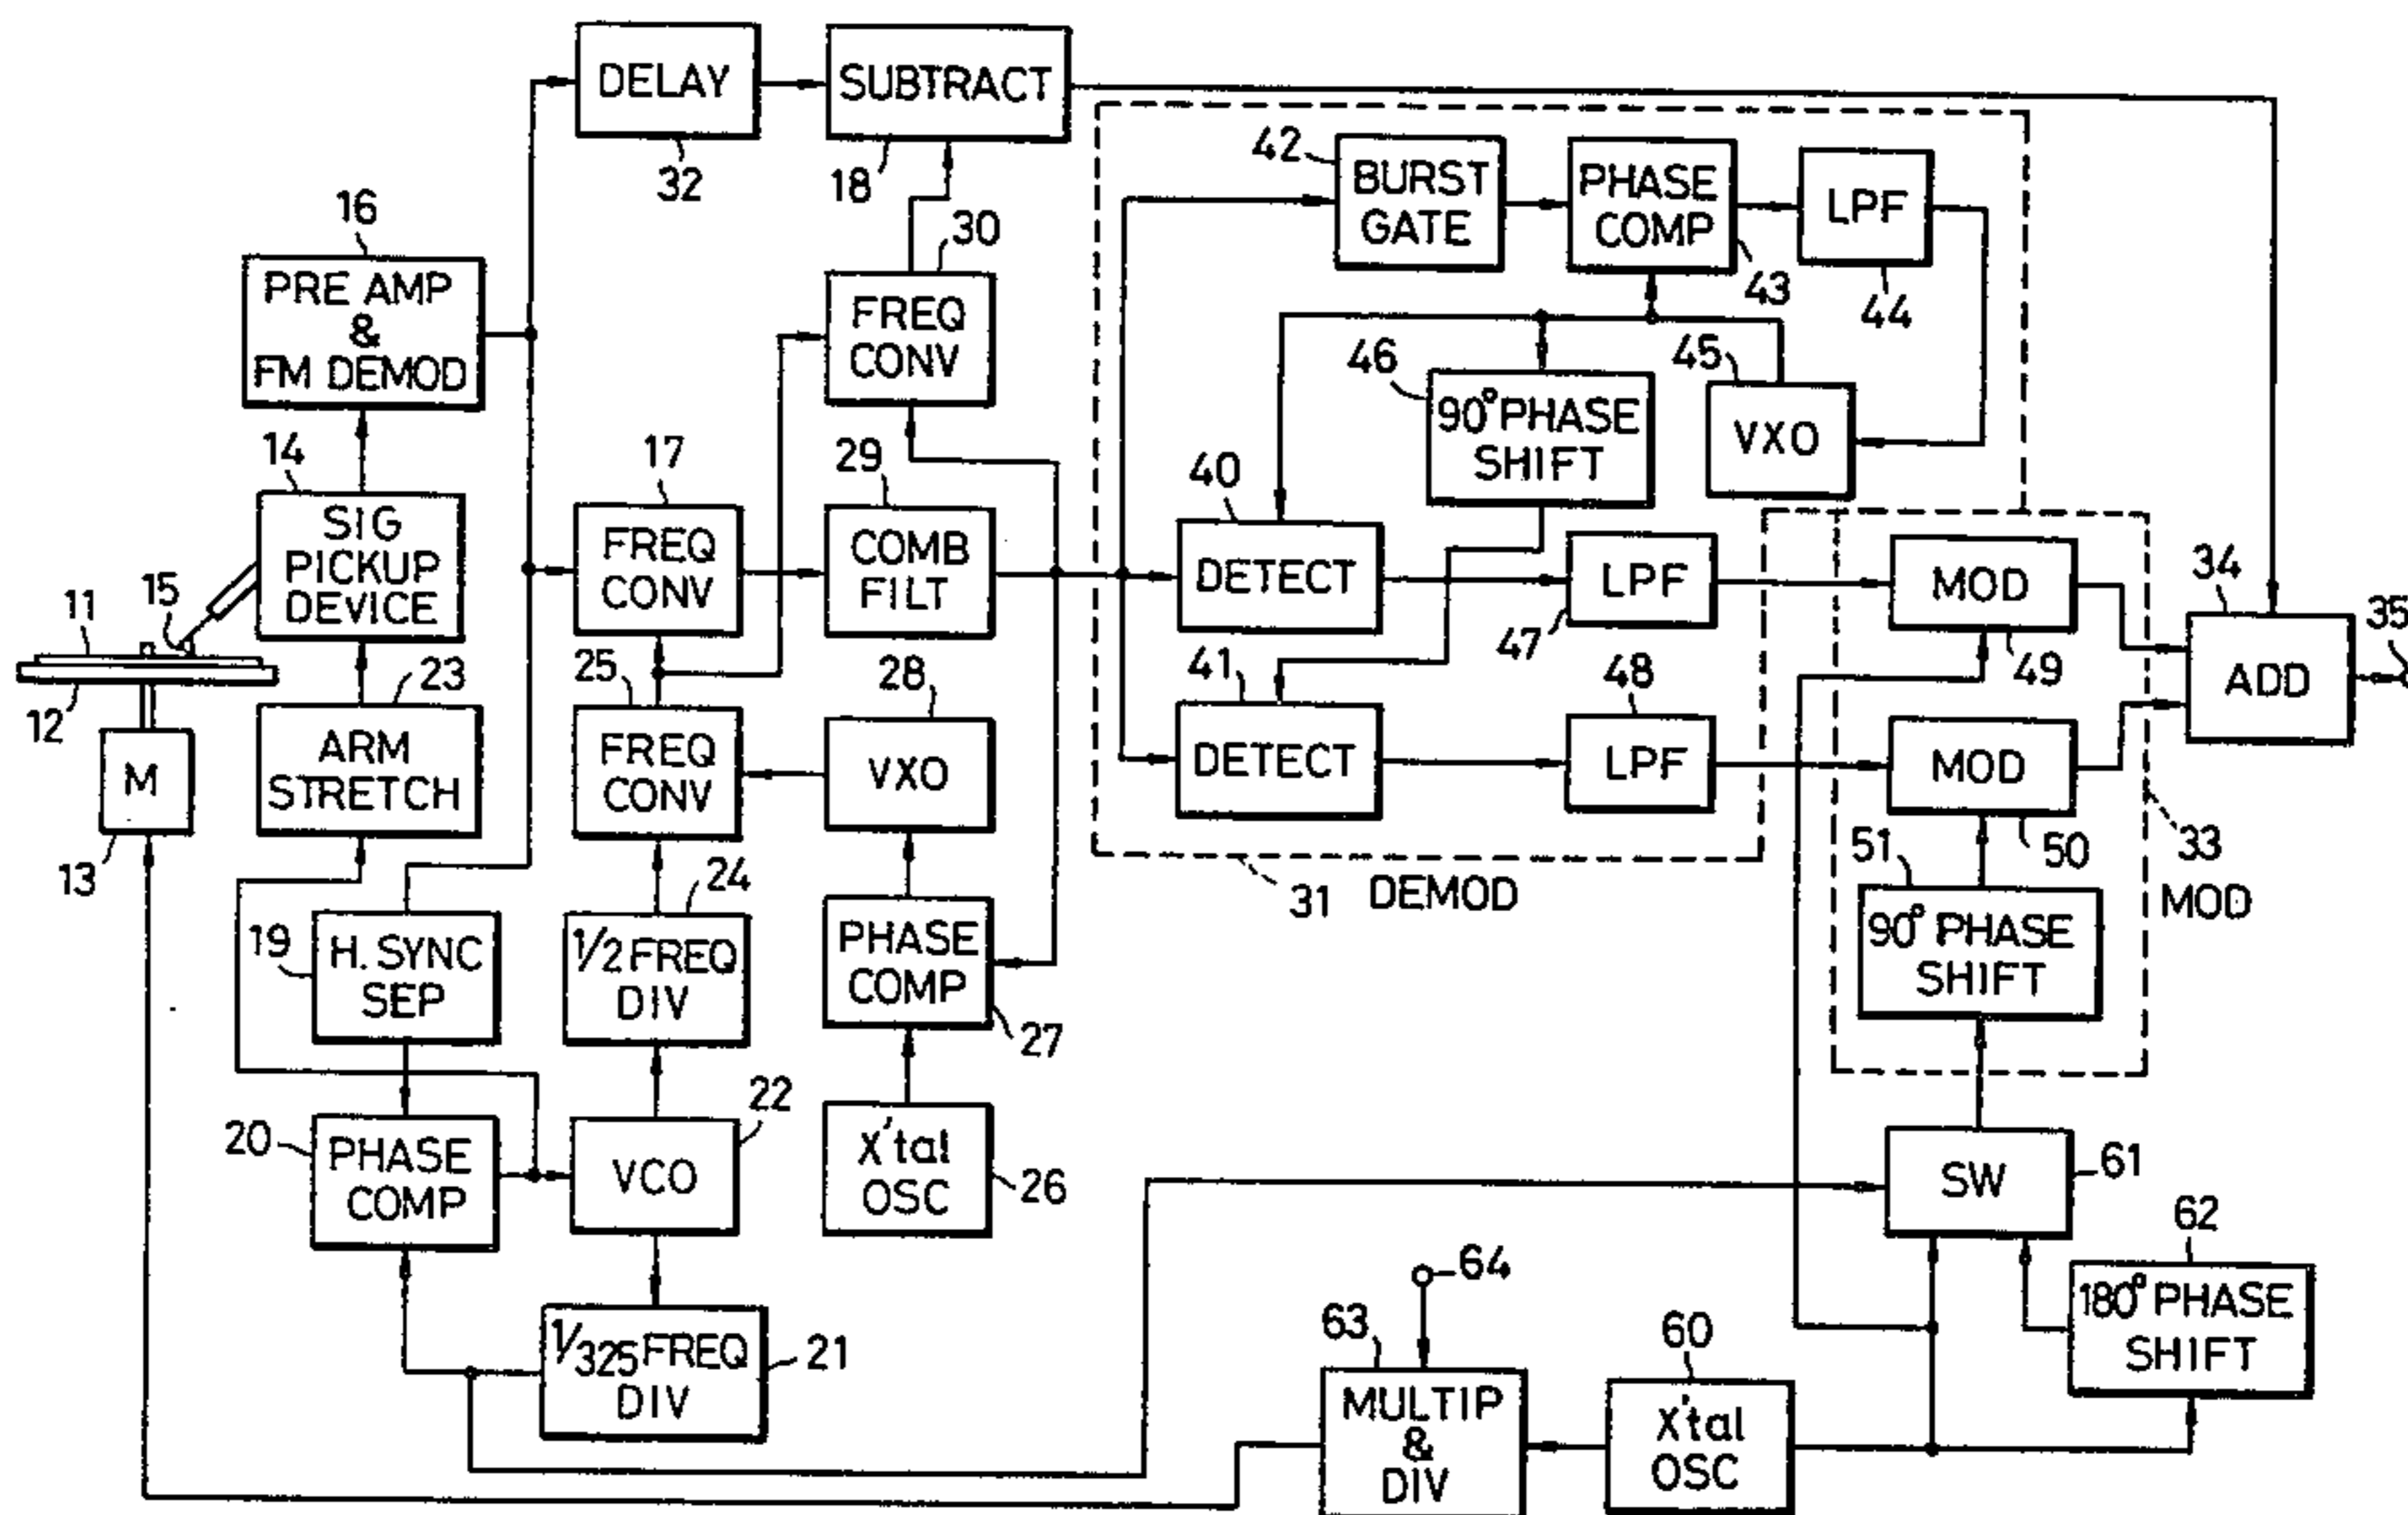 DELAY
32
SUBTRACT
18
16
PRE AMP
&
FM DEMOD
30
FREQ
CONV
42
BURST
GATE
PHASE
COMP
43
LPF
44
46
90° PHASE
SHIFT
45
VXO
14
SIG
PICKUP
DEVICE
15
11
12
M
13
17
FREQ
CONV
29
COMB
FILT
40
DETECT
LPF
47
MOD
49
34
ADD
35
23
ARM
STRETCH
25
FREQ
CONV
28
VXO
41
DETECT
48
LPF
MOD
50
33
MOD
31
DEMOD
51
90° PHASE
SHIFT
19
H. SYNC
SEP
24
1/2 FREQ
DIV
PHASE
COMP
27
20
PHASE
COMP
22
VCO
X'tal
OSC
26
SW
61
62
180° PHASE
SHIFT
1/325 FREQ
DIV
21
64
63
MULTIP
&
DIV
60
X'tal
OSC